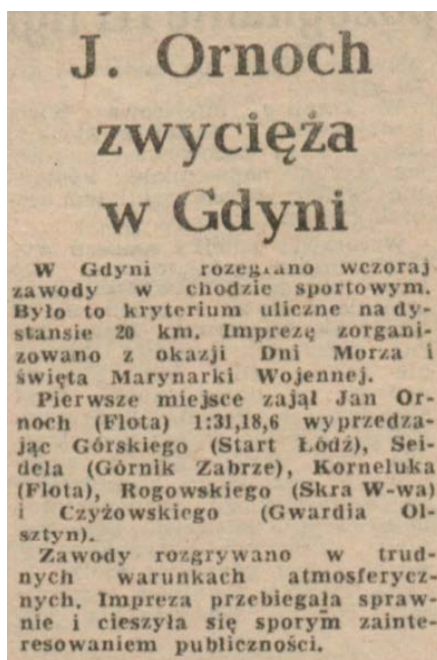 J. Ornoch
zwycięża
w Gdyni
W Gdyni rozegrano wczoraj
zawody w chodzie sportowym.
Było to kryterium uliczne na dy-
stansie 20 km. Imprezę zorgani-
zowano z okazji Dni Morza i
święta Marynarki Wojennej.
Pierwsze miejsce zajął Jan Or-
noch (Flota) 1:31,18,6 wyprzedza-
jąc Górskiego (Start Łódź), Sei-
dela (Górnik Zabrze), Korneluka
(Flota), Rogowskiego (Skra W-wa)
i Czyżowskiego (Gwardia Ol-
sztyn).
Zawody rozgrywano w trud-
nych warunkach atmosferycz-
nych. Impreza przebiegała spraw-
nie i cieszyła się sporym zainte-
resowaniem publiczności.